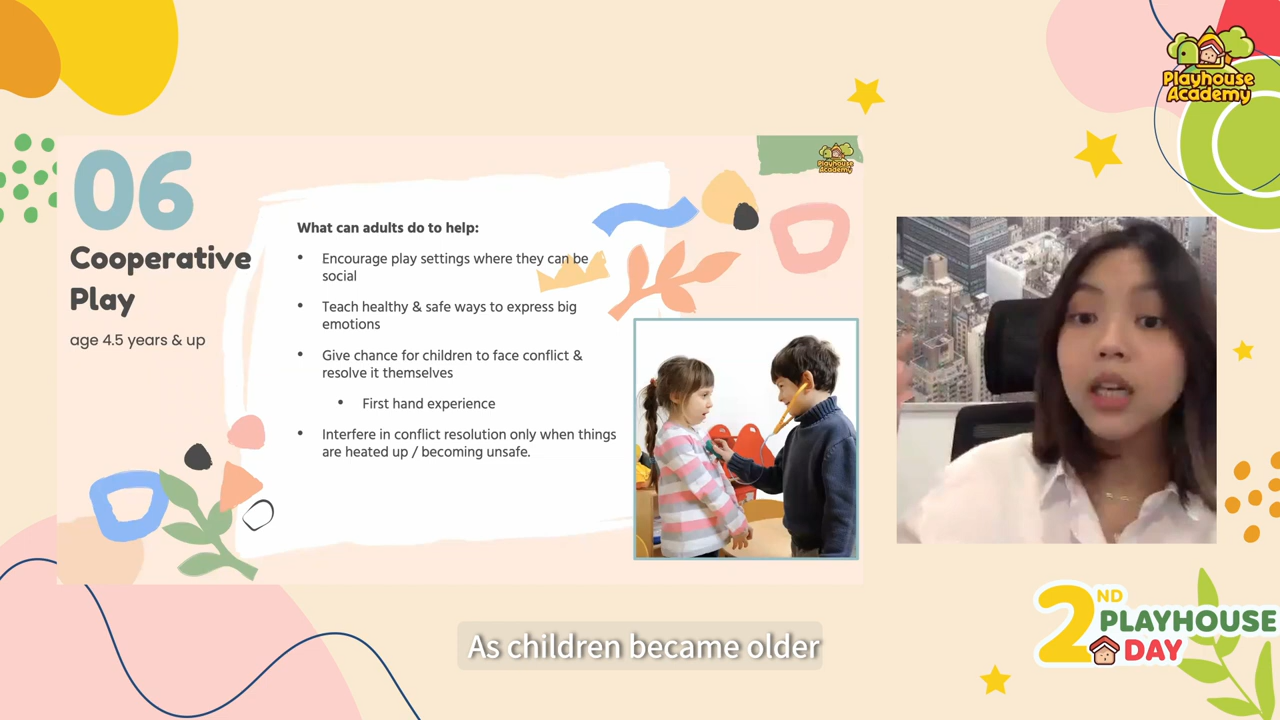 Playhouse
Academy
Playhouse
Academy
06
Cooperative
Play
age 4.5 years & up
What can adults do to help:
• Encourage play settings where they can be
social
• Teach healthy & safe ways to express big
emotions
• Give chance for children to face conflict &
resolve it themselves
• First hand experience
• Interfere in conflict resolution only when things
are heated up / becoming unsafe.
2ND
PLAYHOUSE
DAY
As children became older